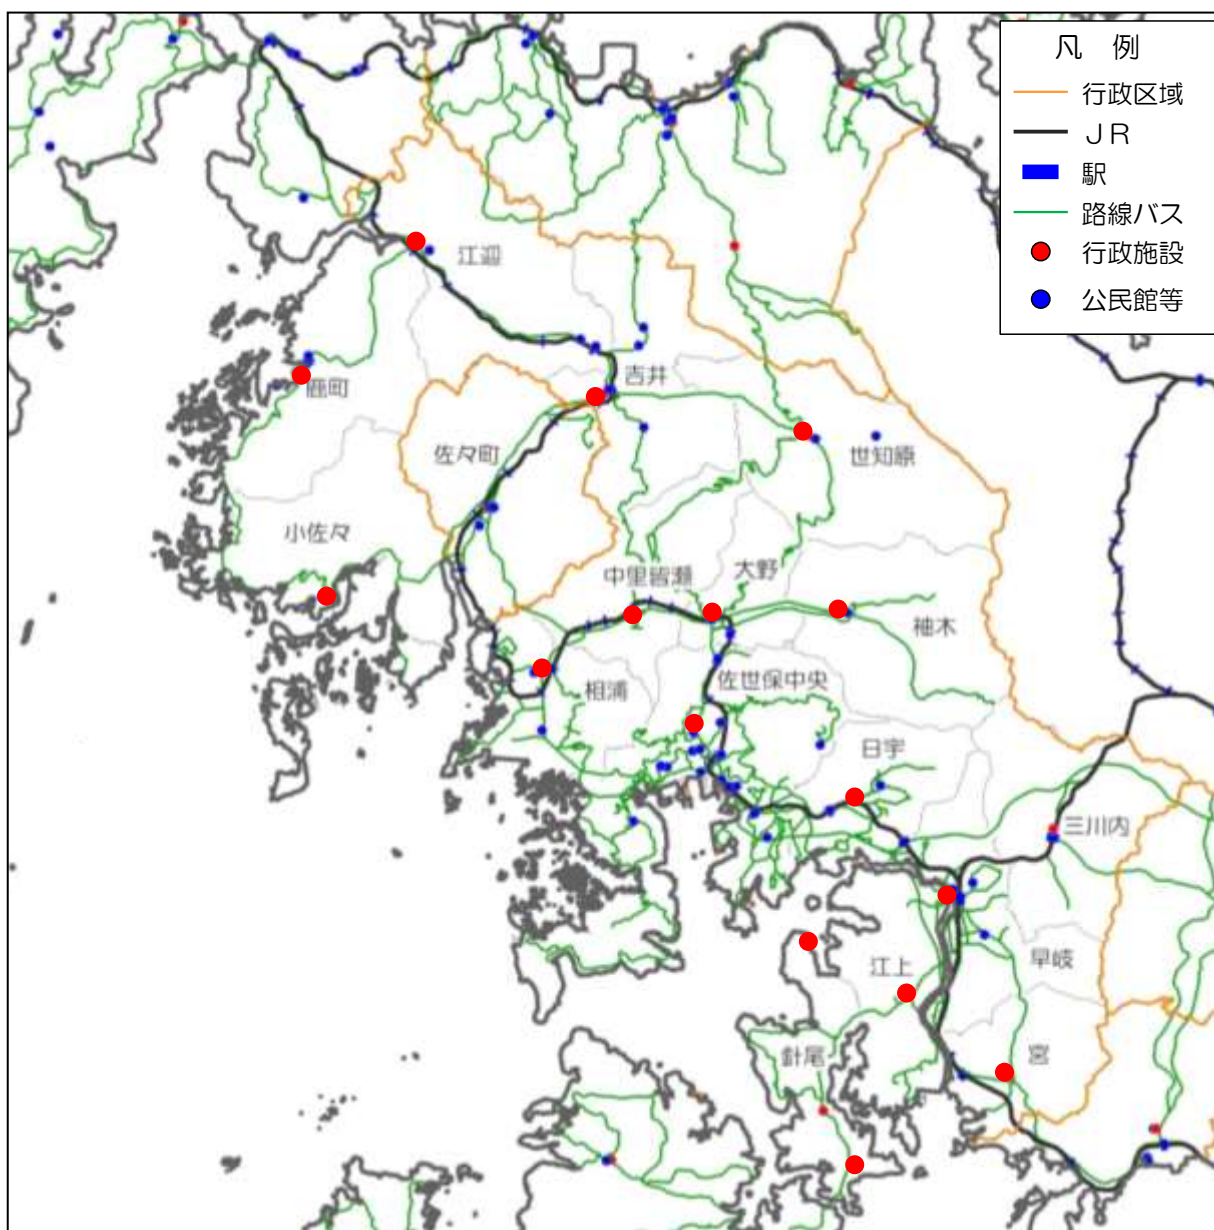 凡 例
行政区域
JR
駅
路線バス
行政施設
公民館等
江迎
吉井
鹿町
佐々町
世知原
小佐々
中里皆瀬
大野
柚木
相浦
佐世保中央
日宇
三川内
早岐
江上
針尾
宮